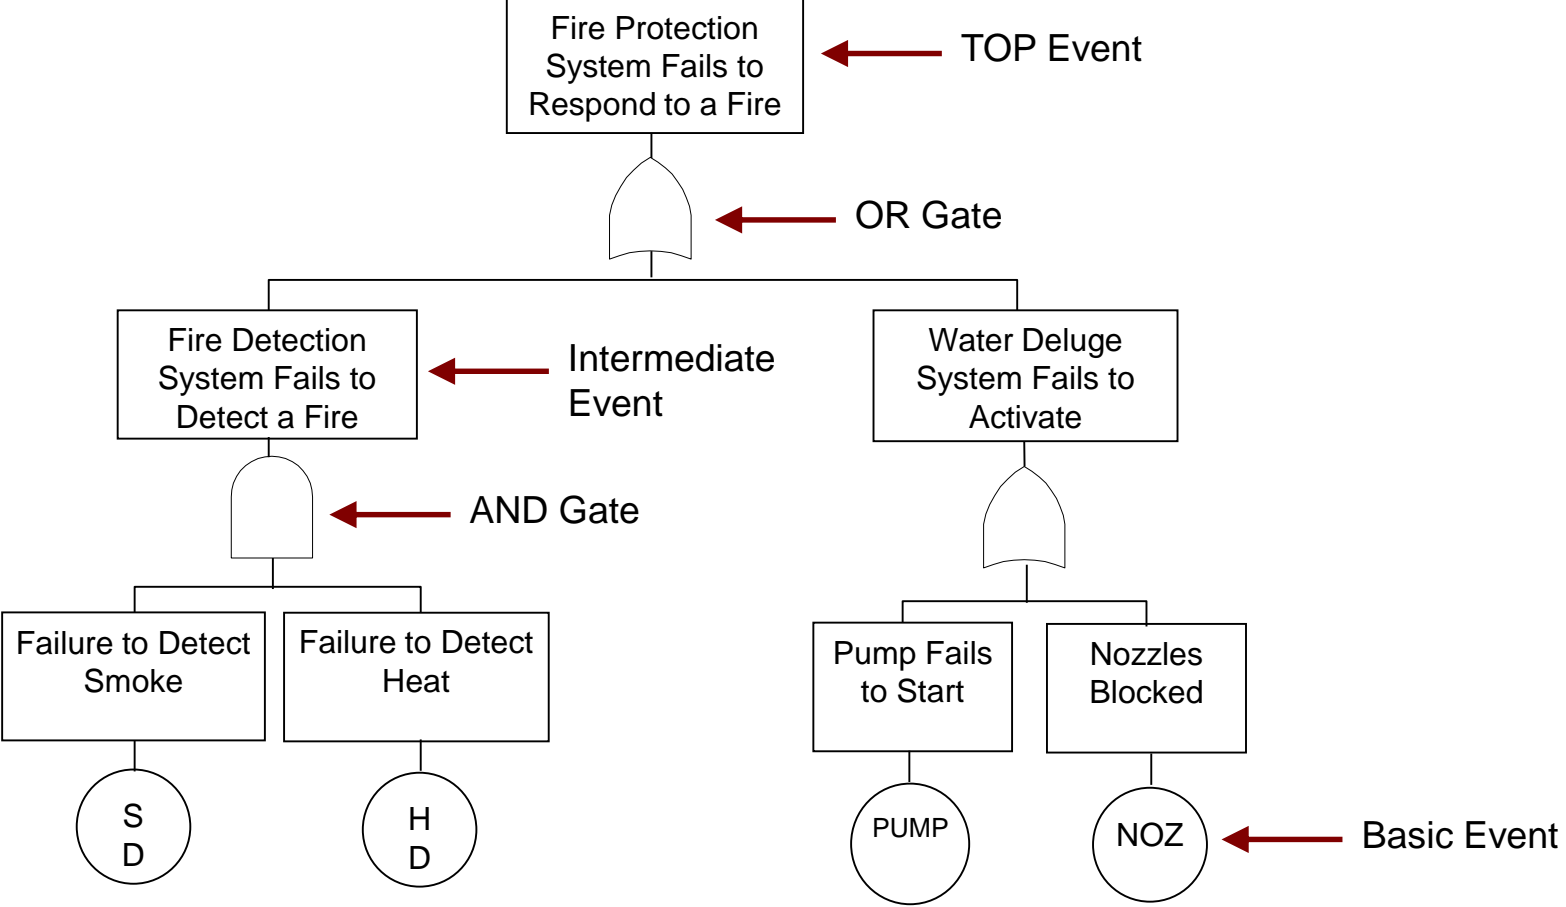 Fire Protection
System Fails to
Respond to a Fire
TOP Event
OR Gate
Fire Detection
System Fails to
Detect a Fire
Intermediate
Event
Water Deluge
System Fails to
Activate
AND Gate
Failure to Detect
Smoke
Failure to Detect
Heat
Pump Fails
to Start
Nozzles
Blocked
S
D
H
D
PUMP
NOZ
Basic Event